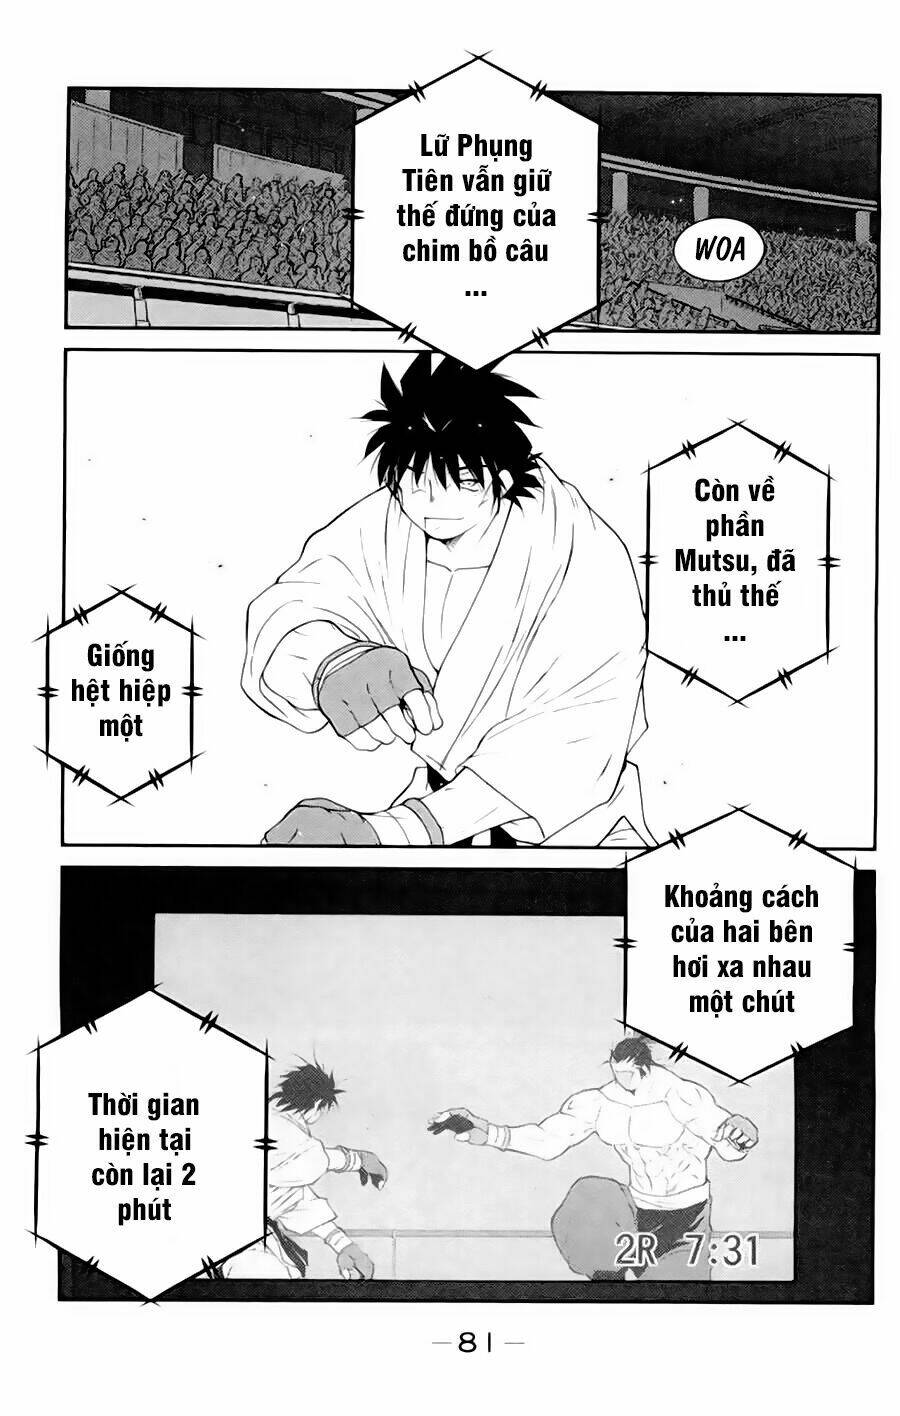 Lữ Phụng
Tiên vẫn giữ
thế đứng của
chim bồ câu
...
WOA
Còn về
phần
Mutsu, đã
thủ thế
...
Giống
hệt hiệp
một
Khoảng cách
của hai bên
hơi xa nhau
một chút
Thời gian
hiện tại
còn lại 2
phút
2R 7:31
—81—